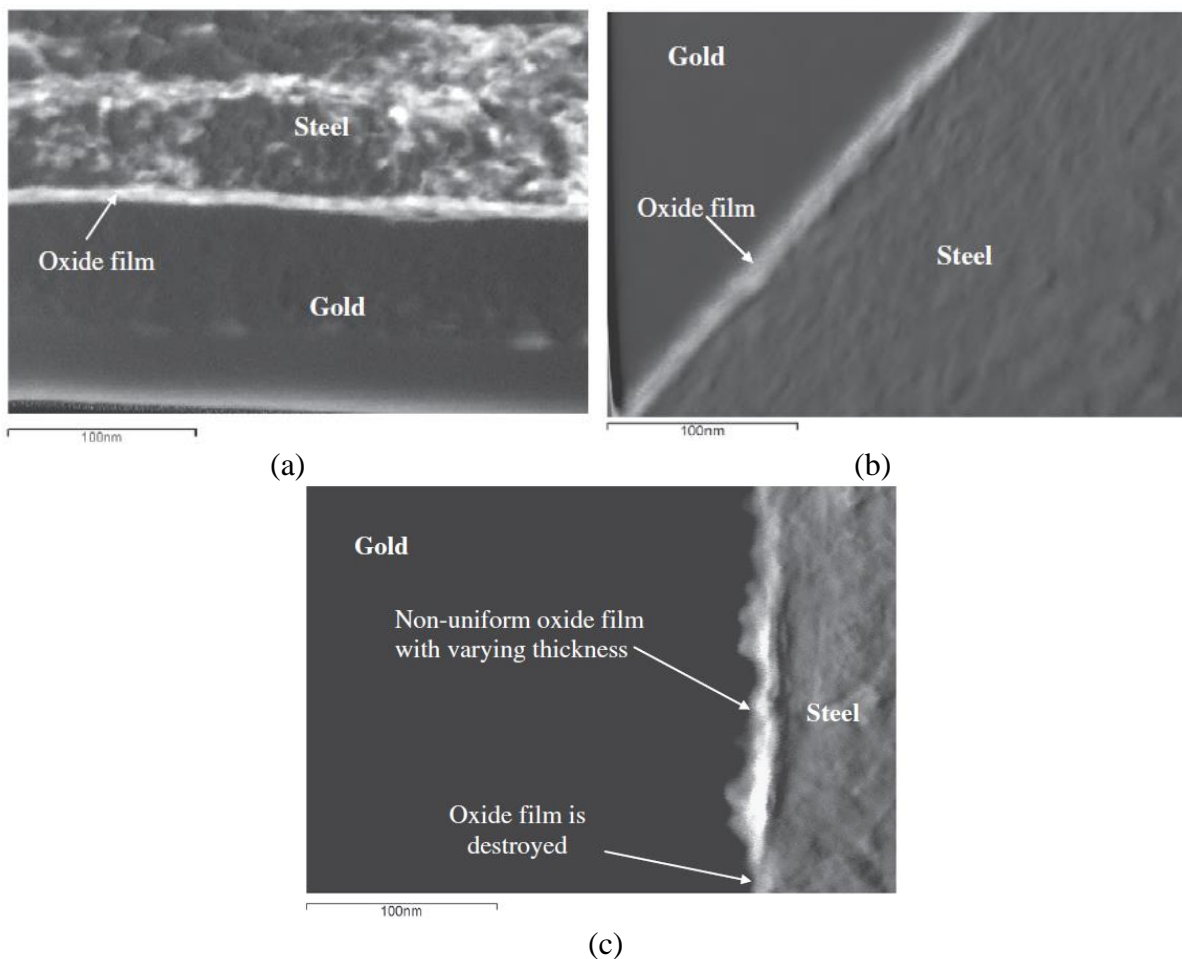 Steel
Oxide film
Gold
100nm
(a)
Gold
Oxide film
Steel
100nm
(b)
Gold
Non-uniform oxide film
with varying thickness
Steel
Oxide film is
destroyed
100nm
(c)